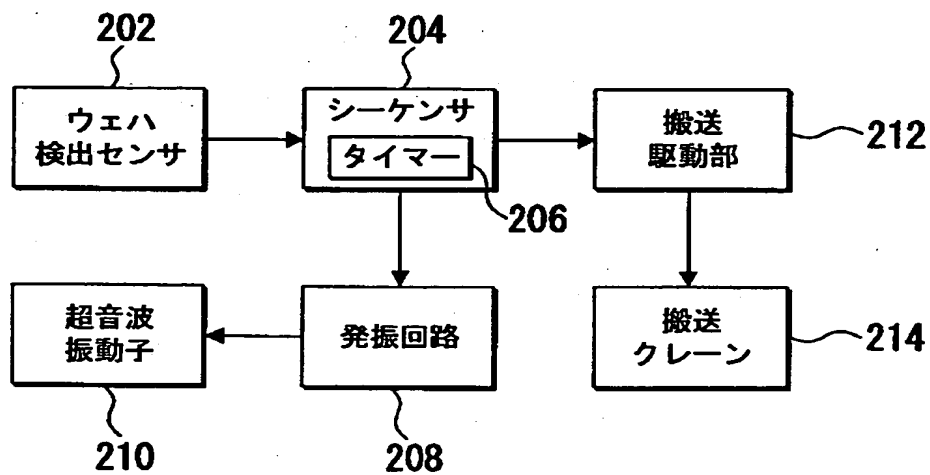 202
204
ウェハ
検出センサ
シーケンサ
タイマー
206
搬送
駆動部
212
超音波
振動子
210
発振回路
208
搬送
クレーン
214